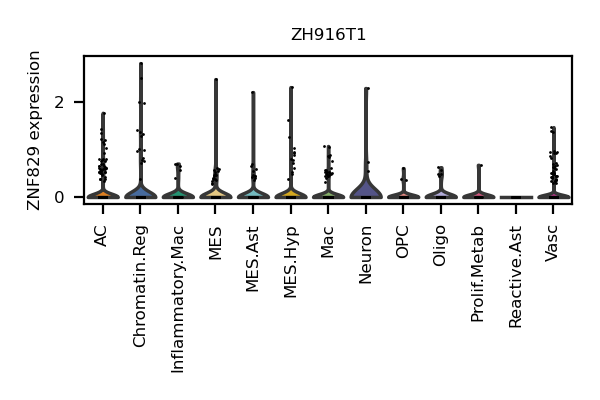 ZH916T1
ZNF829 expression
2
0
AC
Chromatin.Reg
Inflammatory.Mac
MES
MES.Ast
MES.Hyp
Mac
Neuron
OPC
Oligo
Prolif.Metab
Reactive.Ast
Vasc